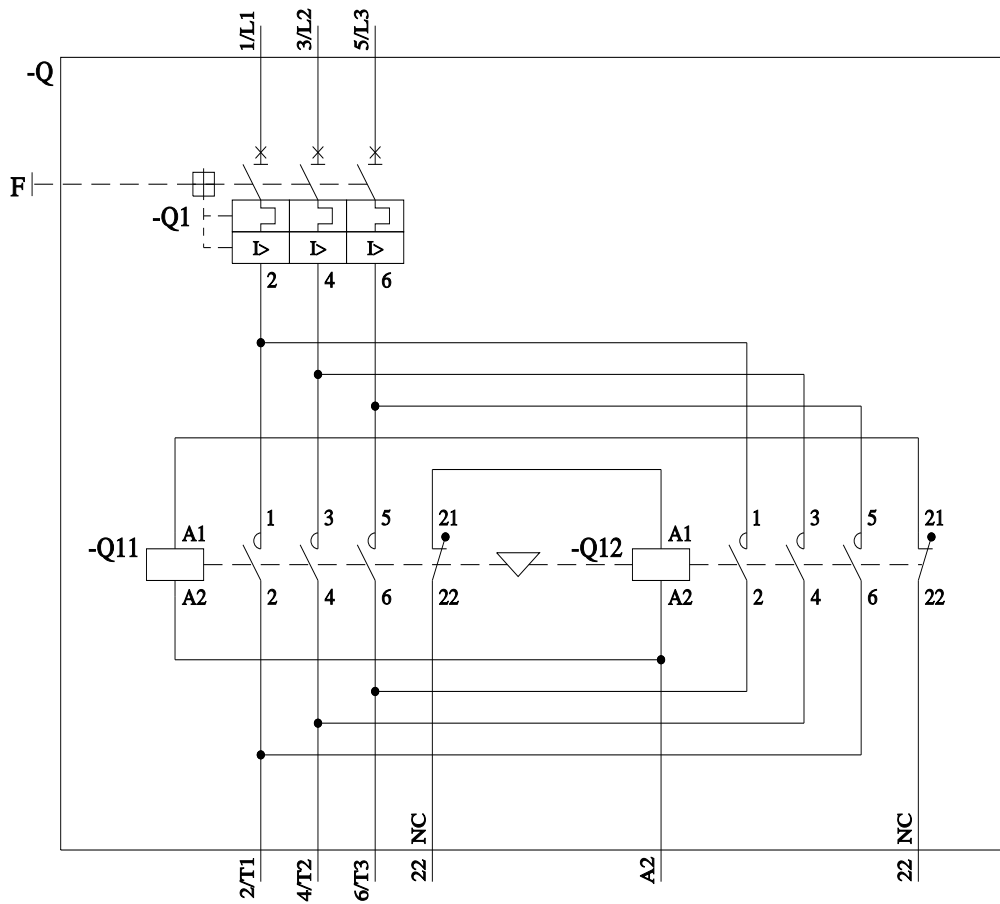 1/L1 3/L2 5/L3
-Q
F
-Q1
I> I> I>
2 4 6
1 3 5 21 1 3 5 21
-Q11 A1 -Q12 A1
A2 2 4 6 22 A2 2 4 6 22
2/T1 4/T2 6/T3 22 NC A2 22 NC